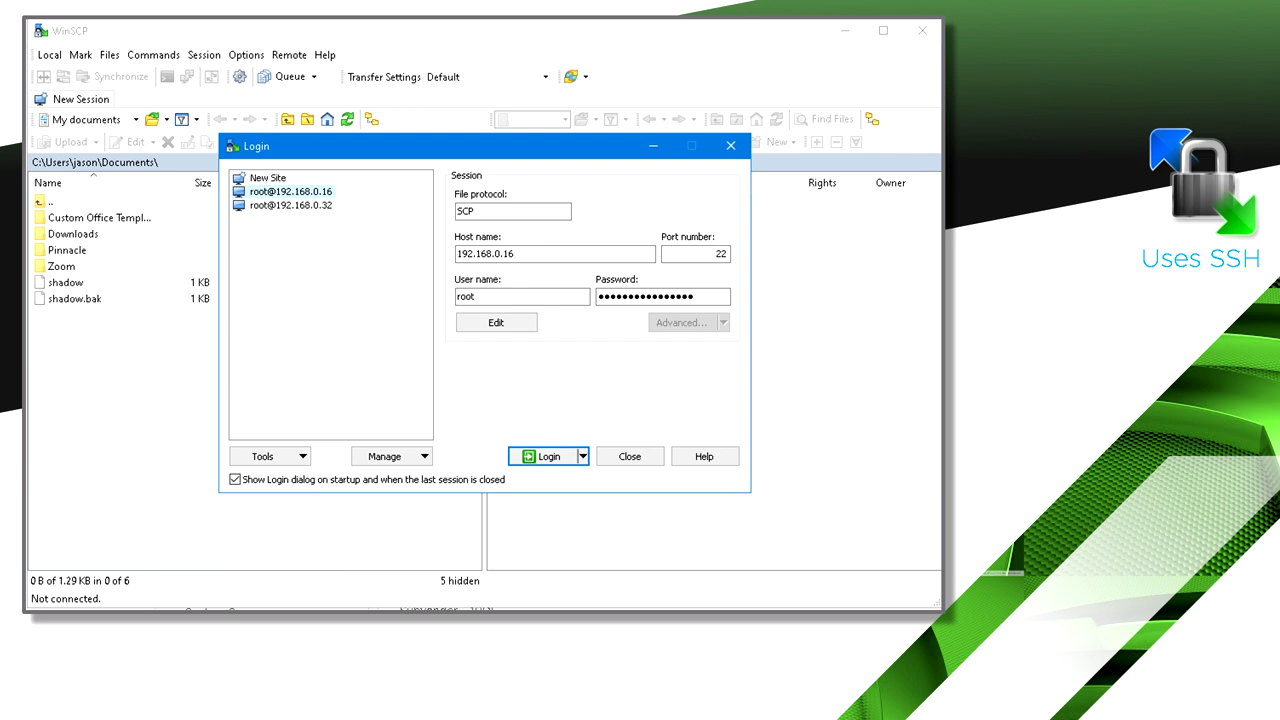 WinSCP
Local Mark Files Commands Session Options Remote Help
Synchronize Queue Transfer Settings Default
New Session
My documents Find Files
Upload Edit New
C:\Users\jason\Documents\
Name Size Rights Owner
..
Custom Office Templ...
Downloads
Pinnacle
Zoom
shadow 1 KB
shadow.bak 1 KB
Login
New Site
root@192.168.0.16
root@192.168.0.32
Session
File protocol:
SCP
Host name: Port number:
192.168.0.16 22
User name: Password:
root ••••••••••••••••
Edit Advanced...
Tools Manage Login Close Help
Show Login dialog on startup and when the last session is closed
0 B of 1.29 KB in 0 of 6 5 hidden
Not connected.
Uses SSH